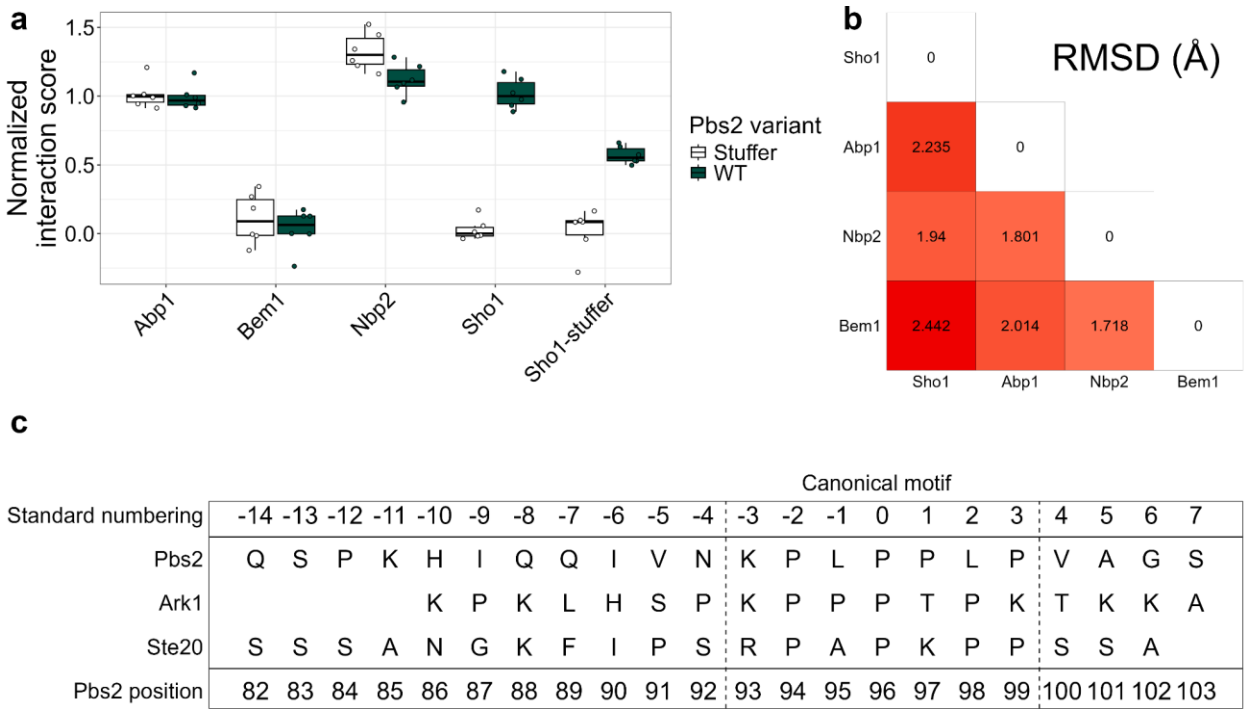 a
Normalized
interaction score
1.5
1.0
0.5
0.0
Abp1
Bem1
Nbp2
Sho1
Sho1-stuffer
Pbs2 variant
Stuffer
WT
b
RMSD (Å)
Sho1 0
Abp1 2.235 0
Nbp2 1.94 1.801 0
Bem1 2.442 2.014 1.718 0
Sho1 Abp1 Nbp2 Bem1
c
Canonical motif
Standard numbering -14 -13 -12 -11 -10 -9 -8 -7 -6 -5 -4 -3 -2 -1 0 1 2 3 4 5 6 7
Pbs2 Q S P K H I Q Q I V N K P L P P L P V A G S
Ark1 K P K L H S P K P P P T P K T K K A
Ste20 S S S A N G K F I P S R P A P K P P S S A
Pbs2 position 82 83 84 85 86 87 88 89 90 91 92 93 94 95 96 97 98 99 100 101 102 103